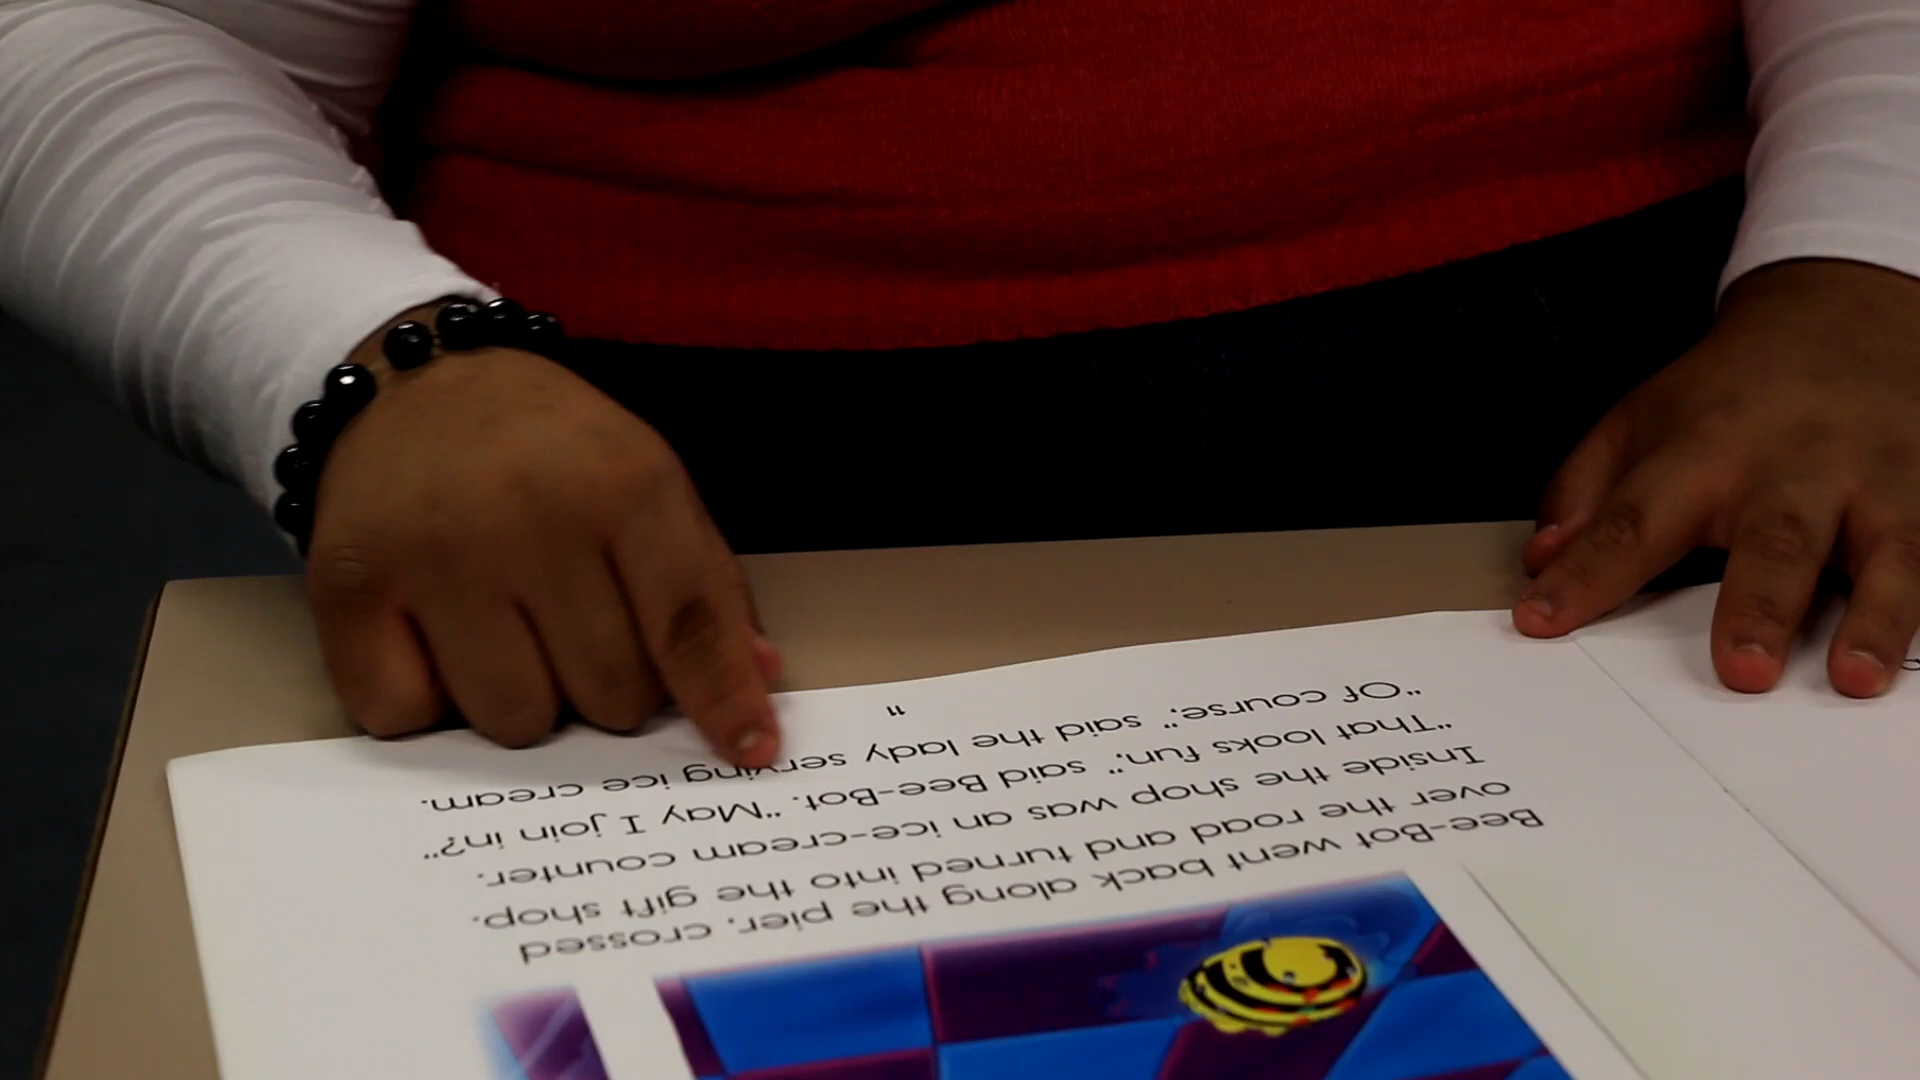 Bee-Bot went back along the pier, crossed
over the road and turned into the gift shop.
Inside the shop was an ice-cream counter.
"That looks fun," said Bee-Bot. "May I join in?"
"Of course," said the lady serving ice cream.
11